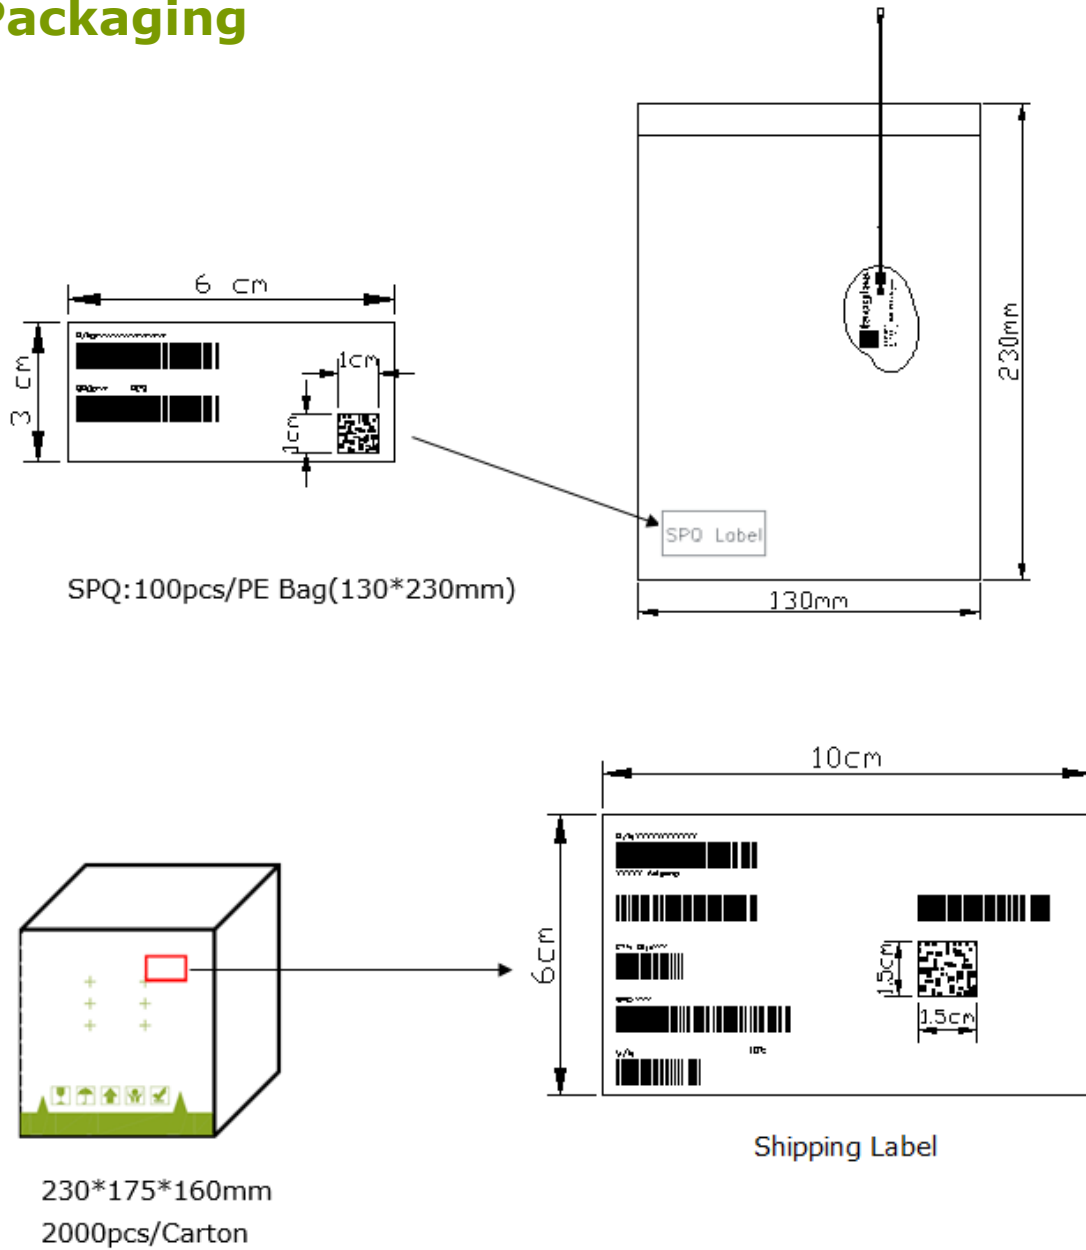 Packaging
6 cm
3 cm
1cm
1cm
230mm
SPQ Label
SPQ:100pcs/PE Bag(130*230mm)
130mm
10cm
6cm
1.5cm
1.5cm
Shipping Label
230*175*160mm
2000pcs/Carton